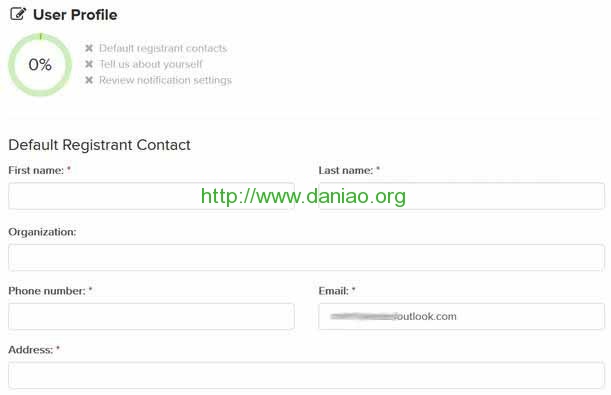 User Profile
0%
Default registrant contacts
Tell us about yourself
Review notification settings
Default Registrant Contact
First name: * Last name: *
http://www.daniao.org
Organization:
Phone number: * Email: *
outlook.com
Address: *